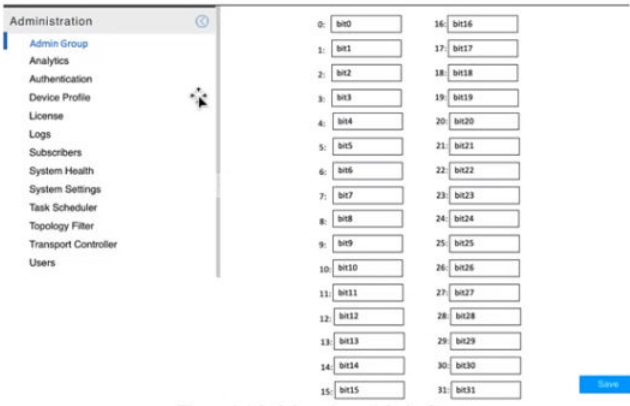 Administration
Admin Group
Analytics
Authentication
Device Profile
License
Logs
Subscribers
System Health
System Settings
Task Scheduler
Topology Filter
Transport Controller
Users
0: bit0
1: bit1
2: bit2
3: bit3
4: bit4
5: bit5
6: bit6
7: bit7
8: bit8
9: bit9
10: bit10
11: bit11
12: bit12
13: bit13
14: bit14
15: bit15
16: bit16
17: bit17
18: bit18
19: bit19
20: bit20
21: bit21
22: bit22
23: bit23
24: bit24
25: bit25
26: bit26
27: bit27
28: bit28
29: bit29
30: bit30
31: bit31
Save